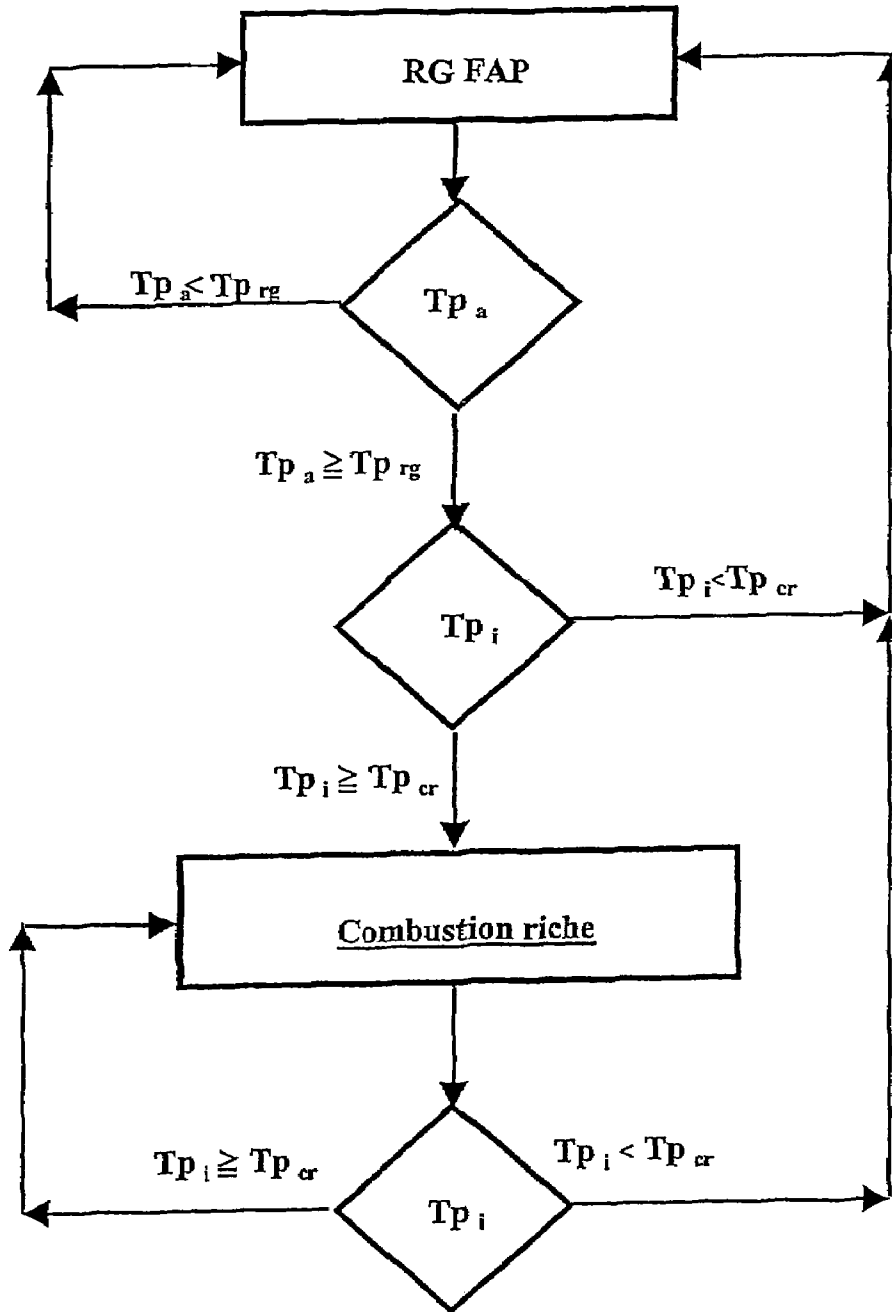 RG FAP
Tp a < Tp rg
Tp a
Tp a ≧ Tp rg
Tp i < Tp cr
Tp i
Tp i ≧ Tp cr
Combustion riche
Tp i ≧ Tp cr
Tp i < Tp cr
Tp i